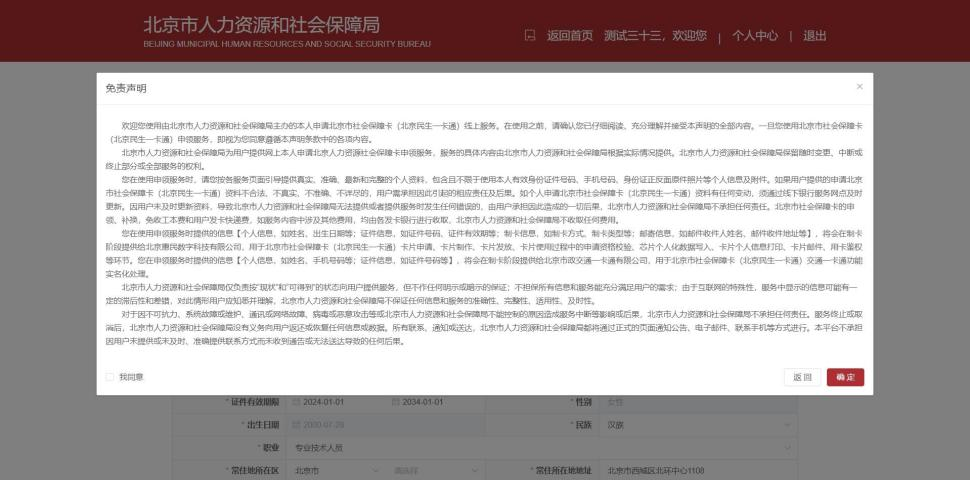 北京市人力资源和社会保障局
BEIJING MUNICIPAL HUMAN RESOURCES AND SOCIAL SECURITY BUREAU
返回首页 测试三十三，欢迎您 | 个人中心 | 退出
免责声明
欢迎您使用由北京市人力资源和社会保障局主办的本人申请北京市社会保障卡（北京民生一卡通）线上服务。在使用之前，请确认您已仔细阅读、充分理解并接受本声明的全部内容。一旦您使用北京市社会保障卡
（北京民生一卡通）申领服务，即视为您同意遵循本声明条款中的各项内容。
北京市人力资源和社会保障局为用户提供网上本人申请北京人力资源社会保障卡申领服务，服务的具体内容由北京市人力资源和社会保障局根据实际情况提供。北京市人力资源和社会保障局保留随时变更、中断或
终止部分或全部服务的权利。
您在使用申领服务时，请您按各服务页面引导提供真实、准确、最新和完整的个人资料，包含且不限于使用本人有效身份证件号码、手机号码、身份证正反面原件照片等个人信息及附件。如果用户提供的申请北京
市社会保障卡（北京民生一卡通）资料不合法、不真实、不准确、不详尽的，用户需承担因此引起的相应责任及后果。如个人申请北京市社会保障卡（北京民生一卡通）资料有任何变动，须通过线下银行服务网点及时
更新。因用户未及时更新资料，导致北京市人力资源和社会保障局无法提供或者提供服务时发生任何错误的，由用户承担因此造成的一切后果，北京市人力资源和社会保障局不承担任何责任。北京市社会保障卡的申
领、补换，免收工本费和用户发卡快递费，如服务内容中涉及其他费用，均由各发卡银行进行收取，北京市人力资源和社会保障局不收取任何费用。
您在使用申领服务时提供的信息【个人信息，如姓名、出生日期等；证件信息，如证件号码、证件有效期等；制卡信息，如制卡方式、制卡类型等；邮寄信息，如邮件收件人姓名、邮件收件地址等】，将会在制卡
阶段提供给北京惠民数字科技有限公司，用于北京市社会保障卡（北京民生一卡通）卡片申请、卡片制作、卡片发放、卡片使用过程中的申请资格校验、芯片个人化数据写入、卡片个人信息打印、卡片邮件、用卡鉴权
等环节。您在申领服务时提供的信息【个人信息，如姓名、手机号码等；证件信息，如证件号码等】，将会在制卡阶段提供给北京市政交通一卡通有限公司，用于北京市社会保障卡（北京民生一卡通）交通一卡通功能
实名化处理。
北京市人力资源和社会保障局仅负责按"现状"和"可得到"的状态向用户提供服务，但不作任何明示或暗示的保证；不担保所有信息和服务能充分满足用户的需求；由于互联网的特殊性，服务中显示的信息可能有一
定的滞后性和差错，对此情形用户应知悉并理解，北京市人力资源和社会保障局不保证任何信息和服务的准确性、完整性、适用性、及时性。
对于因不可抗力、系统故障或维护、通讯或网络故障、病毒或恶意攻击等或北京市人力资源和社会保障局不能控制的原因造成服务中断等影响或后果，北京市人力资源和社会保障局不承担任何责任。服务终止或取
消后，北京市人力资源和社会保障局没有义务向用户返还或恢复任何信息或数据。所有联系、通知或送达，北京市人力资源和社会保障局都将通过正式的页面通知公告、电子邮件、联系手机等方式进行。本平台不承担
因用户未提供或未及时、准确提供联系方式而未收到通告或无法送达导致的任何后果。
我同意
返回 确定
*证件有效期限 2024-01-01 2034-01-01 *性别 女性
*出生日期 2000-07-28 *民族 汉族
*职业 专业技术人员
*常住地所在区 北京市 请选择 *常住所在地地址 北京市西城区北环中心1108